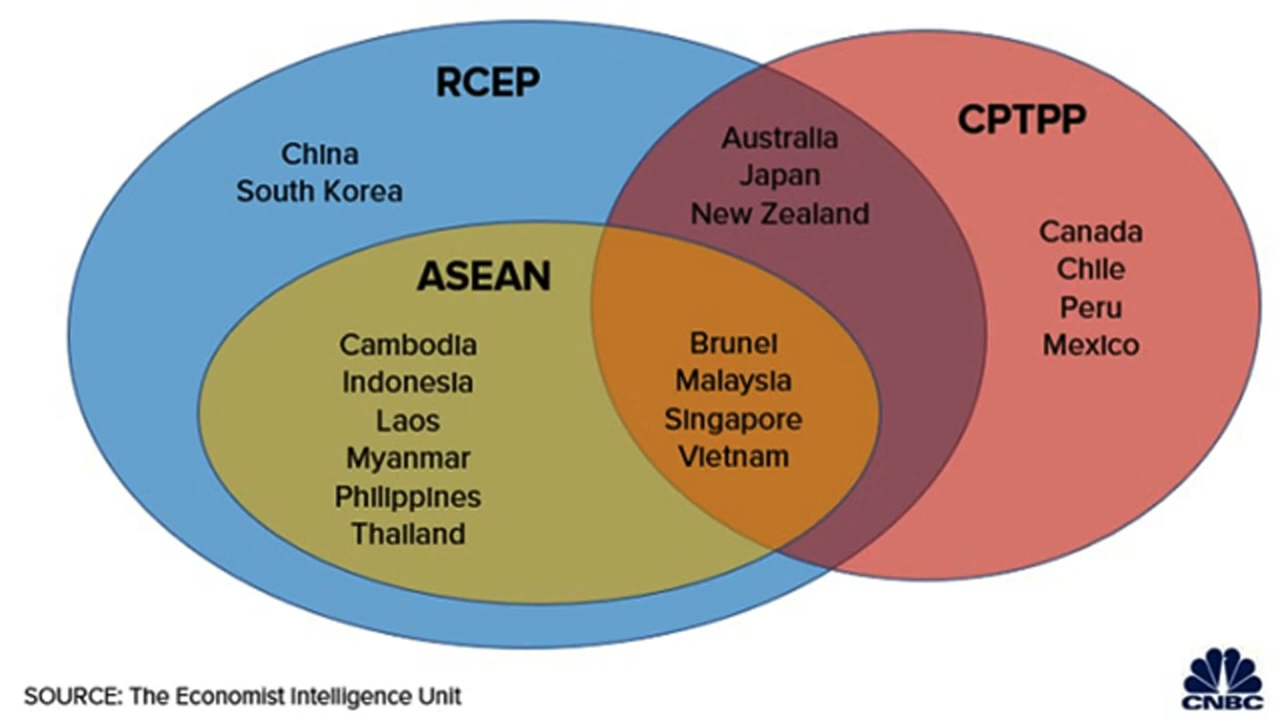 RCEP
China
South Korea
Australia
Japan
New Zealand
CPTPP
Canada
Chile
Peru
Mexico
ASEAN
Cambodia
Indonesia
Laos
Myanmar
Philippines
Thailand
Brunei
Malaysia
Singapore
Vietnam
SOURCE: The Economist Intelligence Unit
CNBC